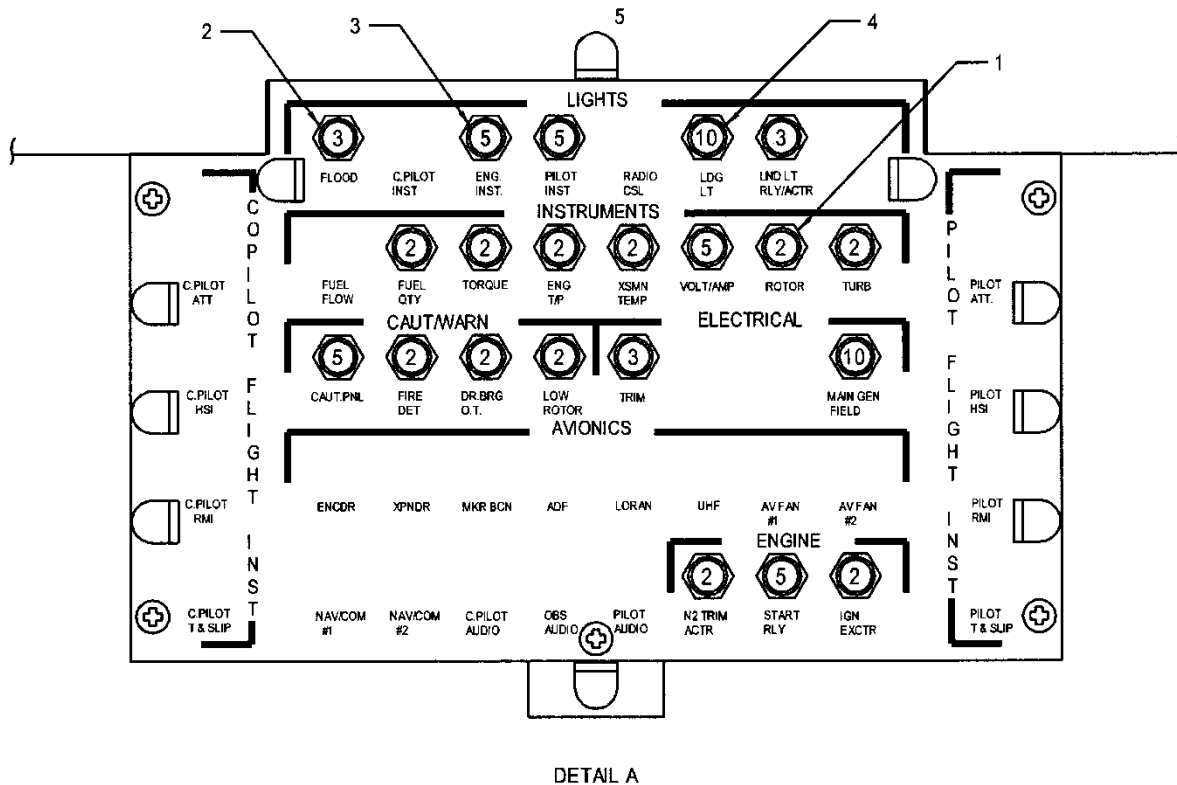 2 3 5 4 1
LIGHTS
3 5 5 10 3
FLOOD C.PILOT INST ENG. INST. PILOT INST RADIO CSL LDG LT LND LT RLY/ACTR
INSTRUMENTS
2 2 2 2 5 2 2
FUEL FLOW FUEL QTY TORQUE ENG T/P XSMN TEMP VOLT/AMP ROTOR TURB
CAUT/WARN ELECTRICAL
5 2 2 2 3 10
CAUT.PNL FIRE DET DR.BRG O.T. LOW ROTOR TRIM MAIN GEN FIELD
AVIONICS
ENCDR XPNDR MKR BCN ADF LORAN UHF AV FAN #1 AV FAN #2
ENGINE
2 5 2
NAV/COM #1 NAV/COM #2 C.PILOT AUDIO OBS AUDIO PILOT AUDIO N2 TRIM ACTR START RLY IGN EXCTR
COPILOT FLIGHT INST
C.PILOT ATT
C.PILOT HSI
C.PILOT RMI
C.PILOT T & SLIP
PILOT FLIGHT INST
PILOT ATT.
PILOT HSI
PILOT RMI
PILOT T & SLIP
DETAIL A